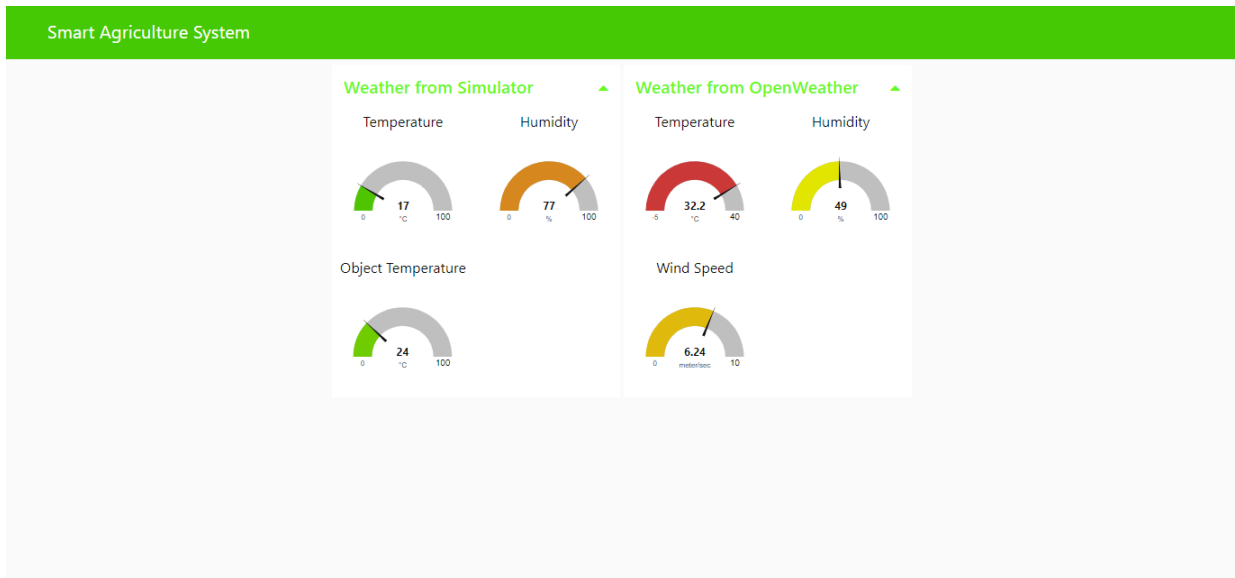 Smart Agriculture System
Weather from Simulator
Temperature Humidity
17
°C
0 100
77
%
0 100
Object Temperature
24
°C
0 100
Weather from OpenWeather
Temperature Humidity
32.2
°C
-5 40
49
%
0 100
Wind Speed
6.24
meter/sec
0 10